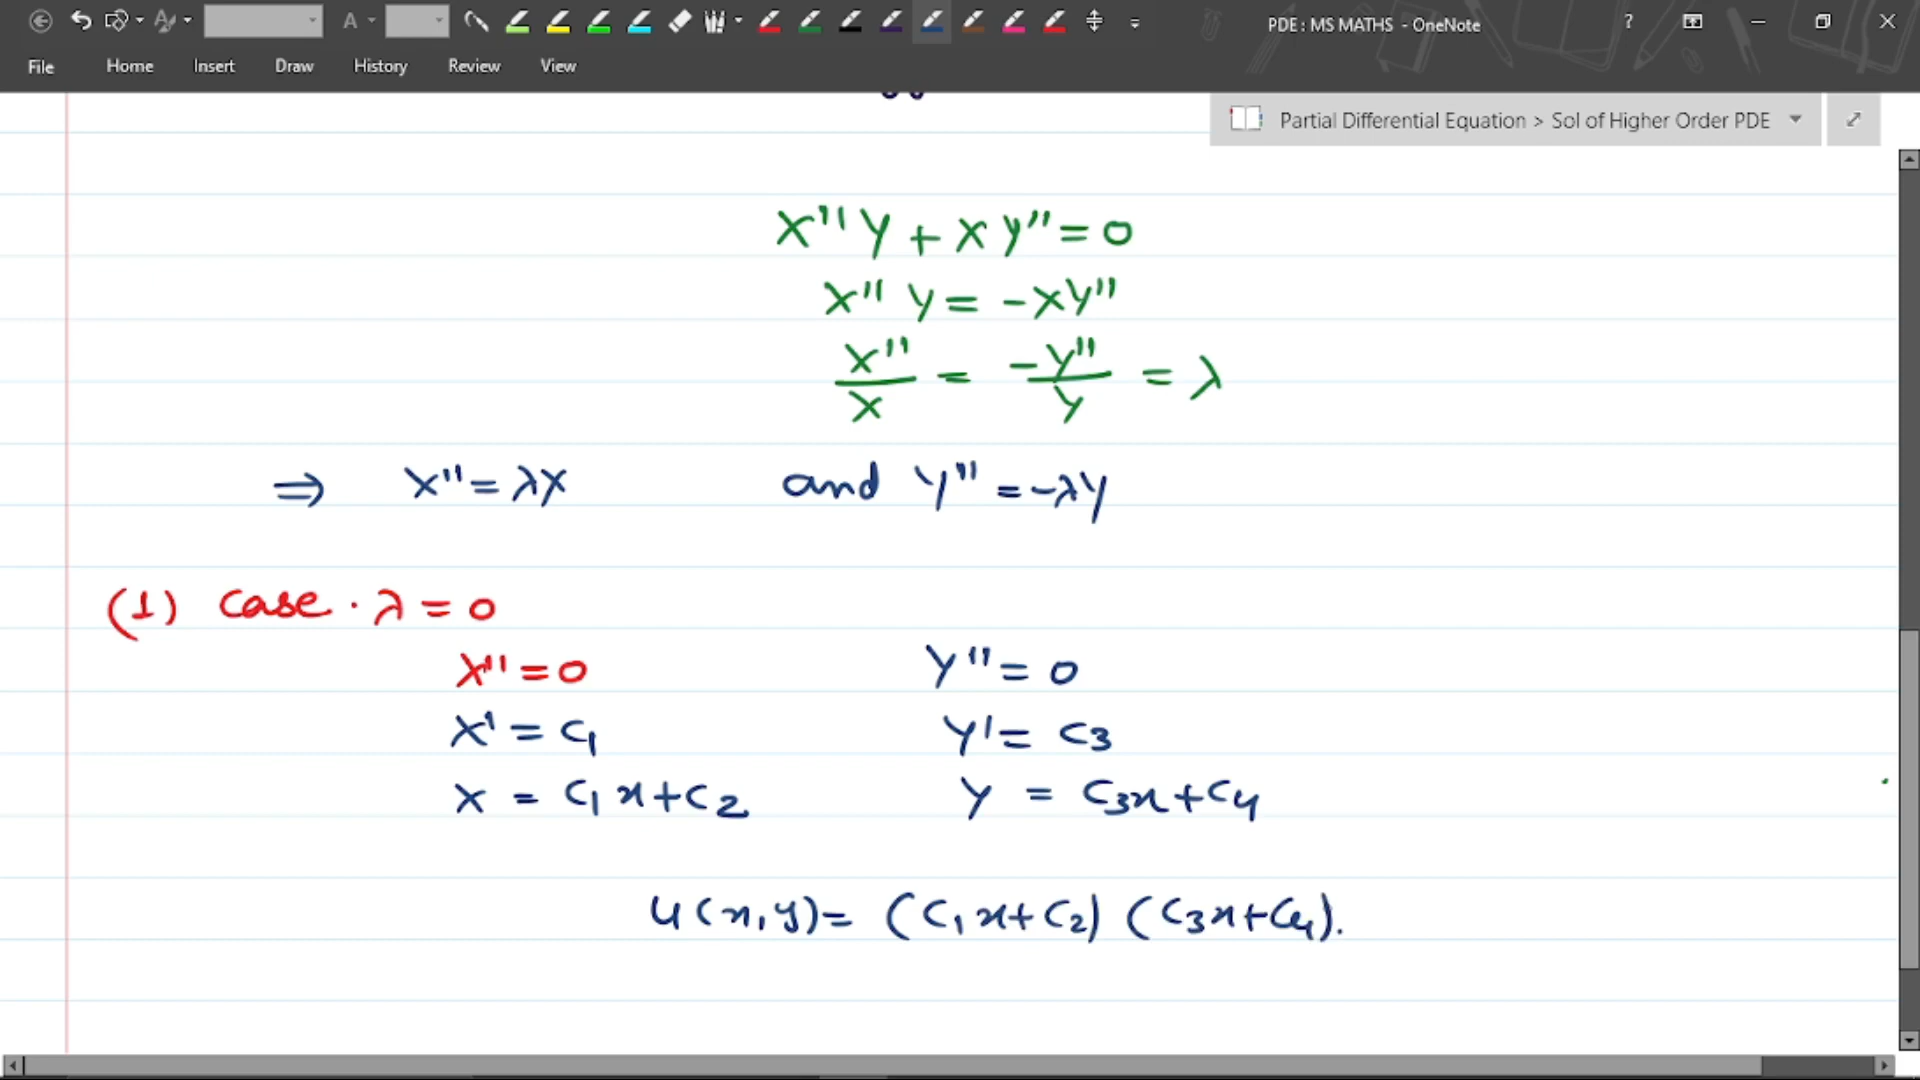 PDE : MS MATHS - OneNote
?
File Home Insert Draw History Review View
Partial Differential Equation > Sol of Higher Order PDE
X''Y + XY'' = 0
X''Y = -XY''
X''/X = -Y''/Y = λ
⇒ X'' = λX and Y'' = -λY
(1) Case . λ = 0
X'' = 0 Y'' = 0
X' = C₁ Y' = C₃
X = C₁x + C₂ Y = C₃x + C₄
u(x,y) = (C₁x + C₂) (C₃x + C₄).